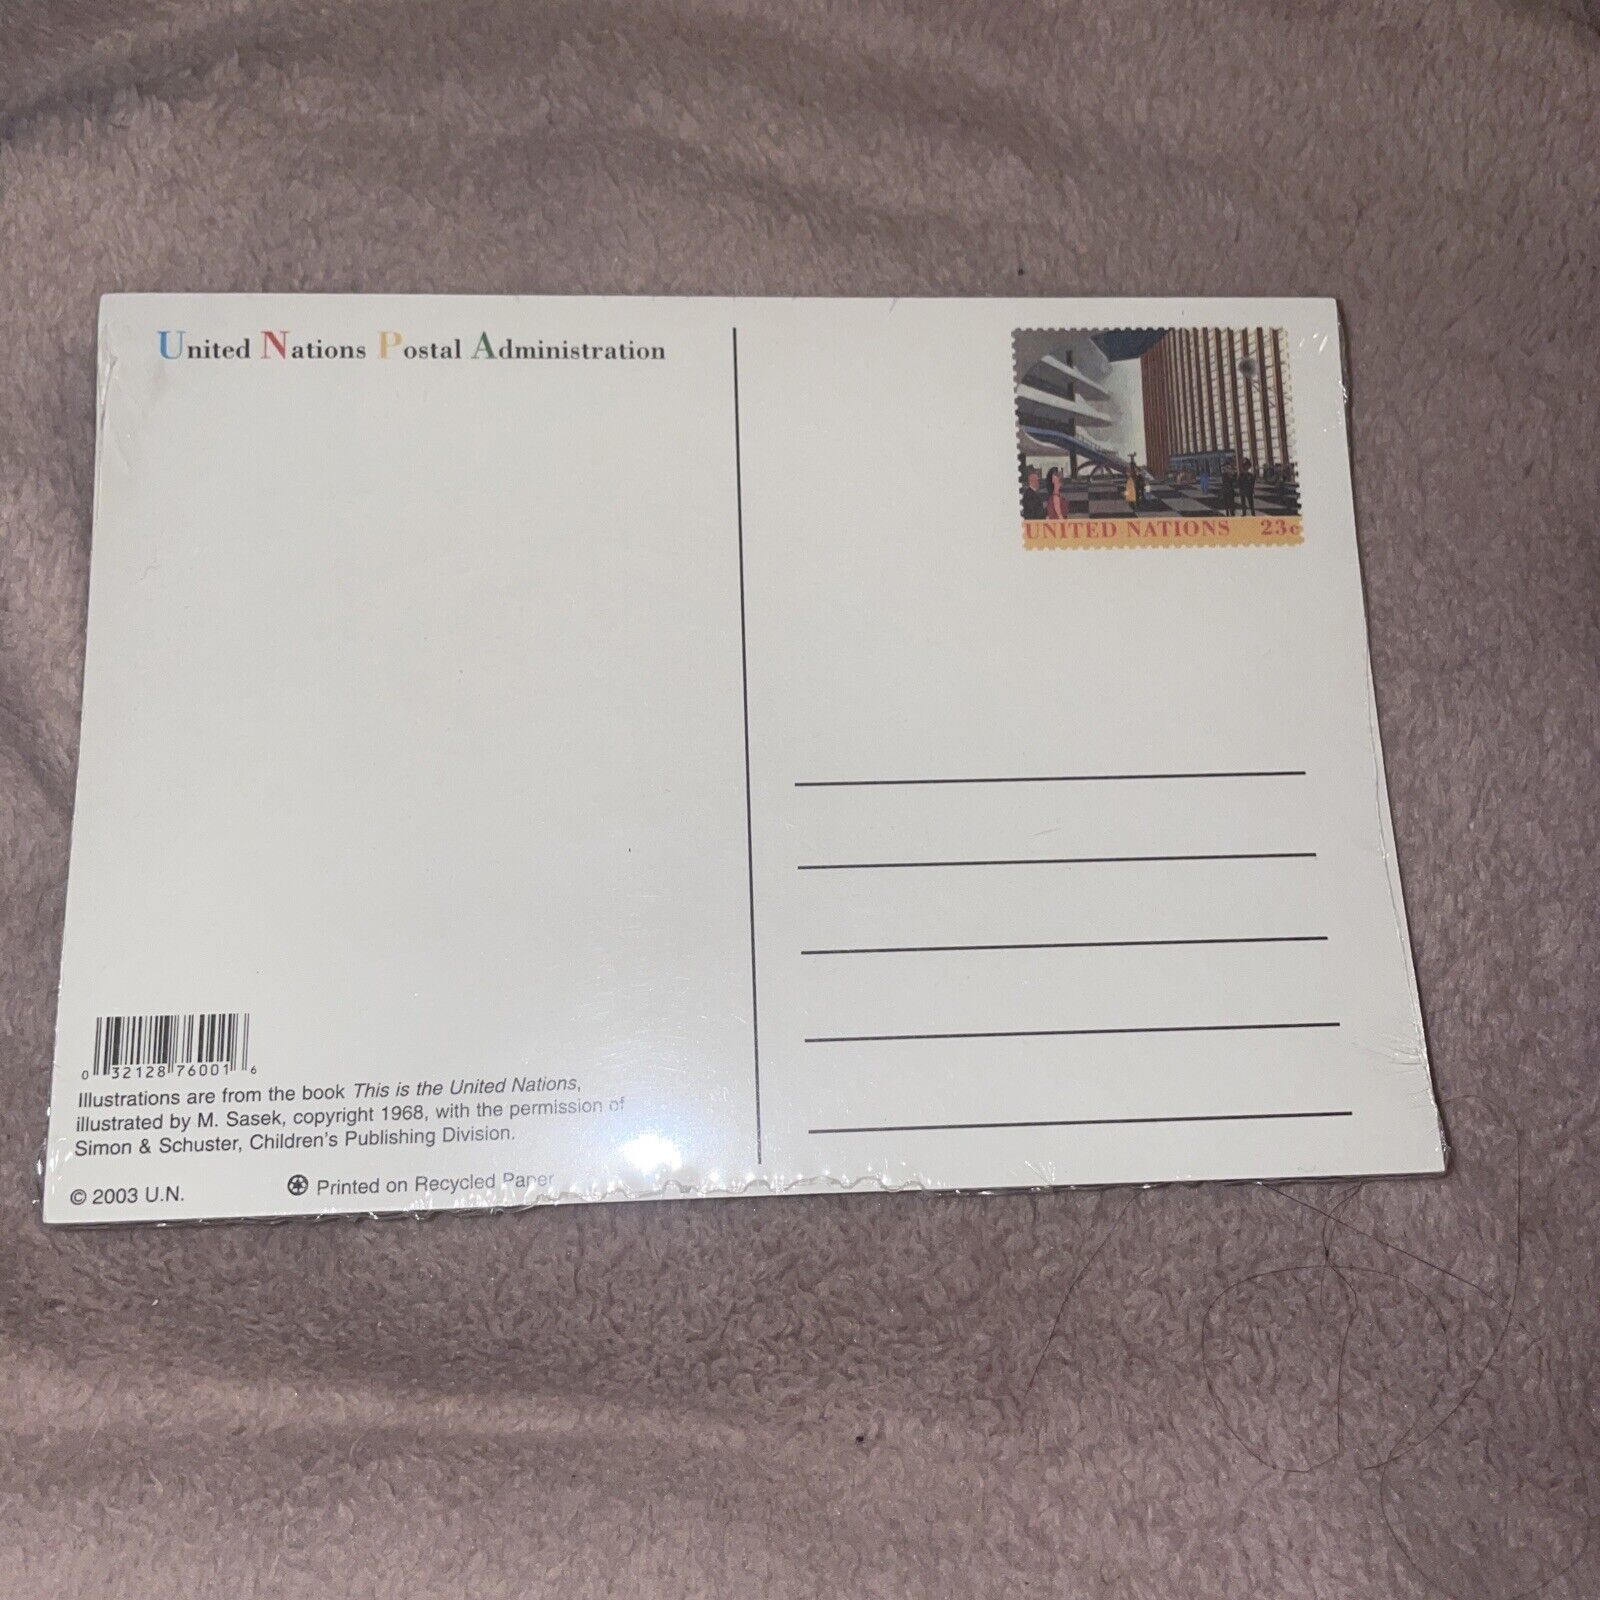 United Nations Postal Administration
UNITED NATIONS 23c
0 32128 76001 6
Illustrations are from the book This is the United Nations,
illustrated by M. Sasek, copyright 1968, with the permission of
Simon & Schuster, Children's Publishing Division.
© 2003 U.N.
Printed on Recycled Paper